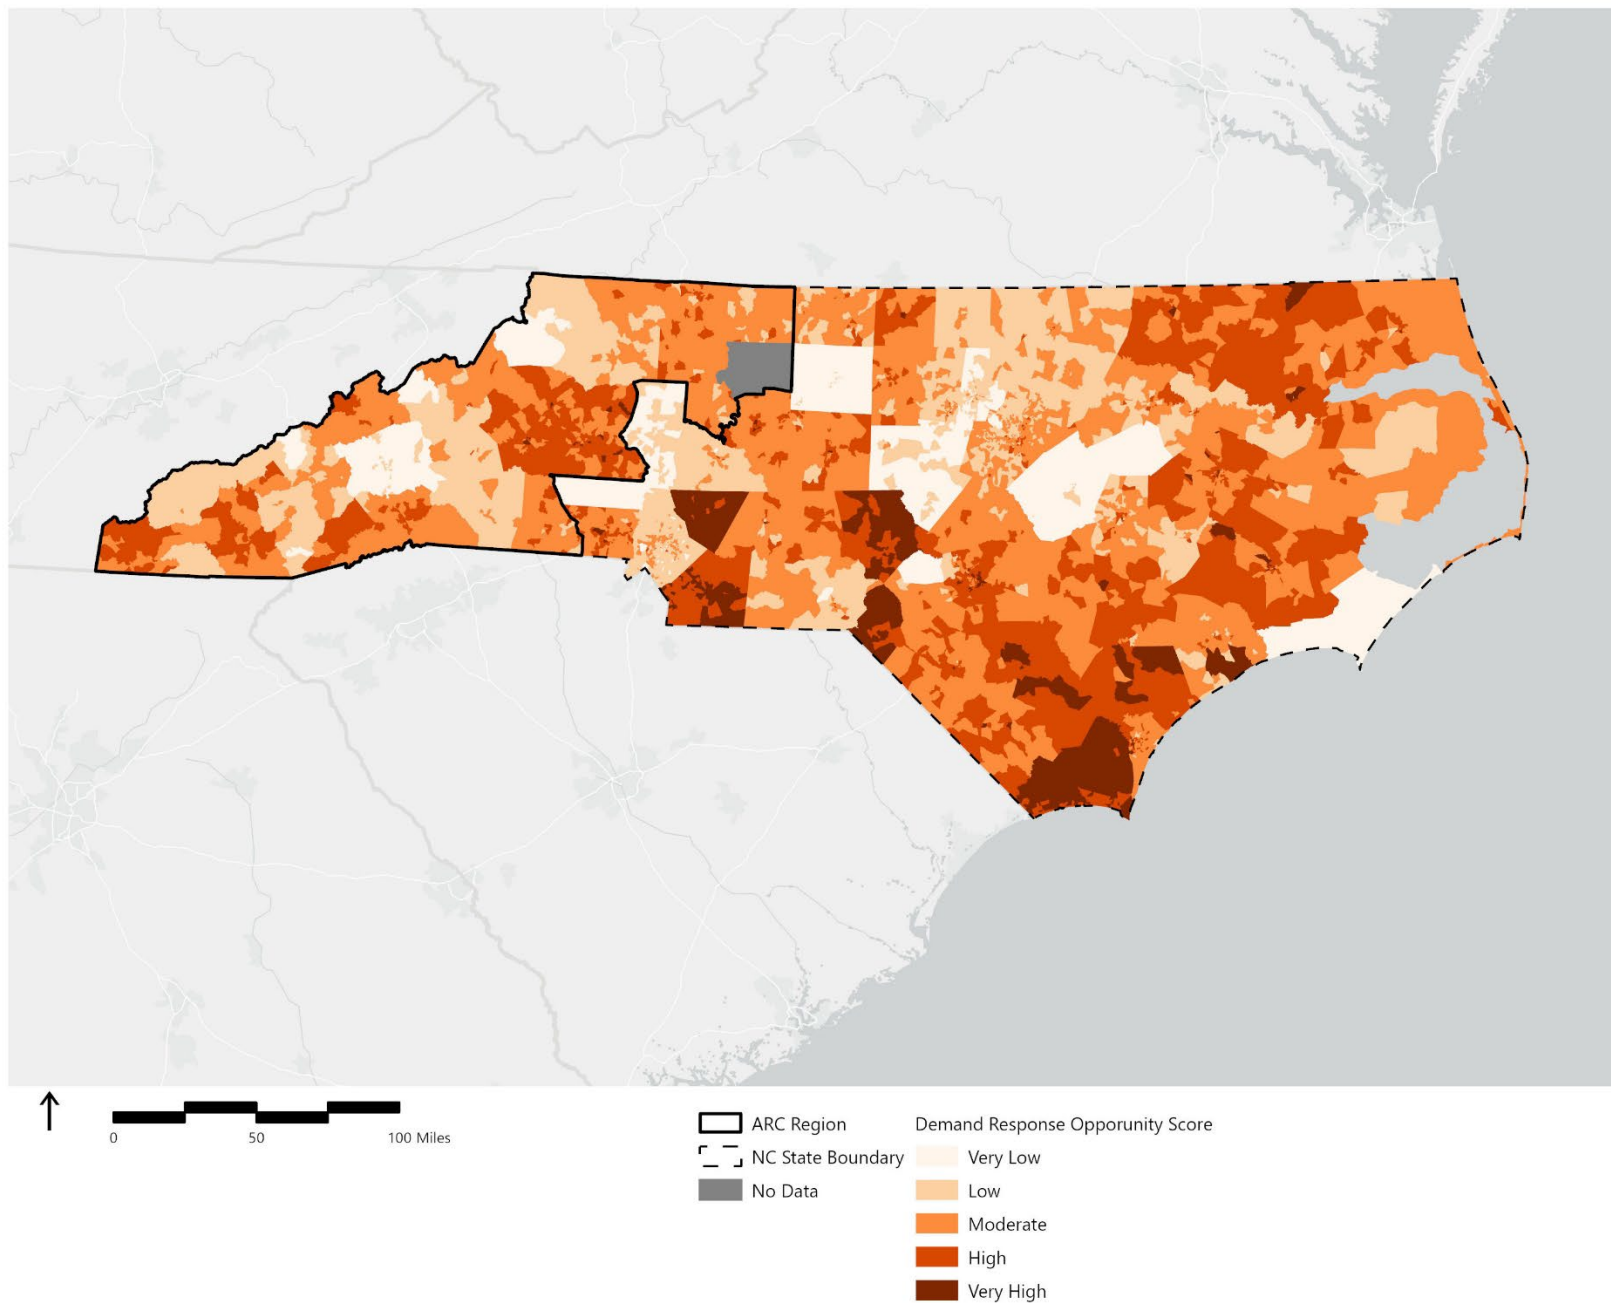 0 50 100 Miles
ARC Region
NC State Boundary
No Data
Demand Response Opporunity Score
Very Low
Low
Moderate
High
Very High